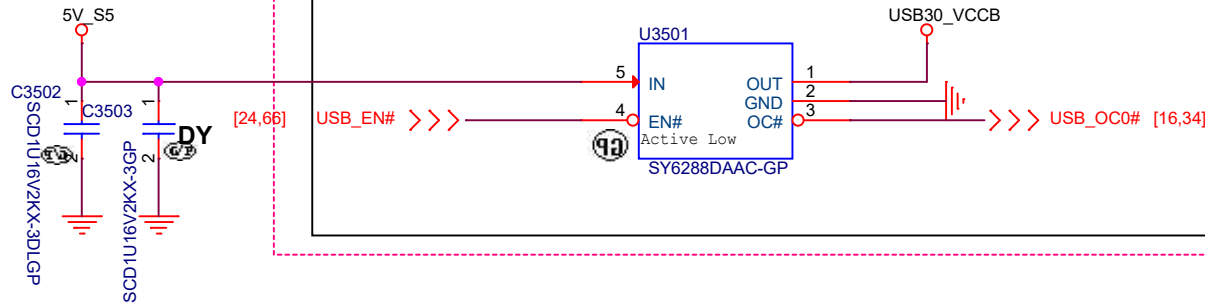 5V_S5
USB30_VCCB
U3501
5
IN
OUT
1
GND
2
4
EN#
OC#
3
Active Low
SY6288DAAC-GP
[24,66]
USB_EN#
USB_OC0#
[16,34]
C3502
1
2
SCD1U16V2KX-3DLGP
C3503
1
2
DY
SCD1U16V2KX-3GP